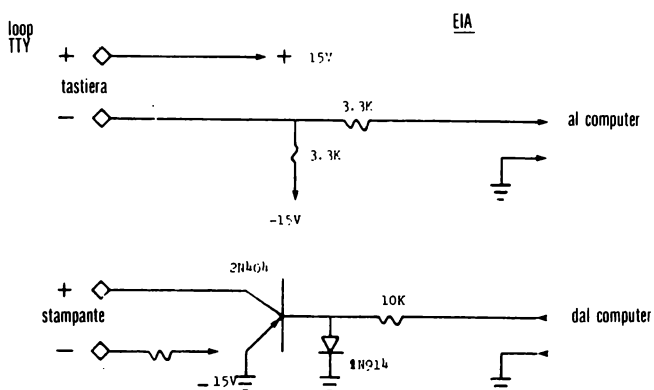 loop
TTY
EIA
+
+ 15V
tastiera
−
3.3K
al computer
3.3K
-15V
2N404
+
10K
stampante
dal computer
−
1N914
-15V